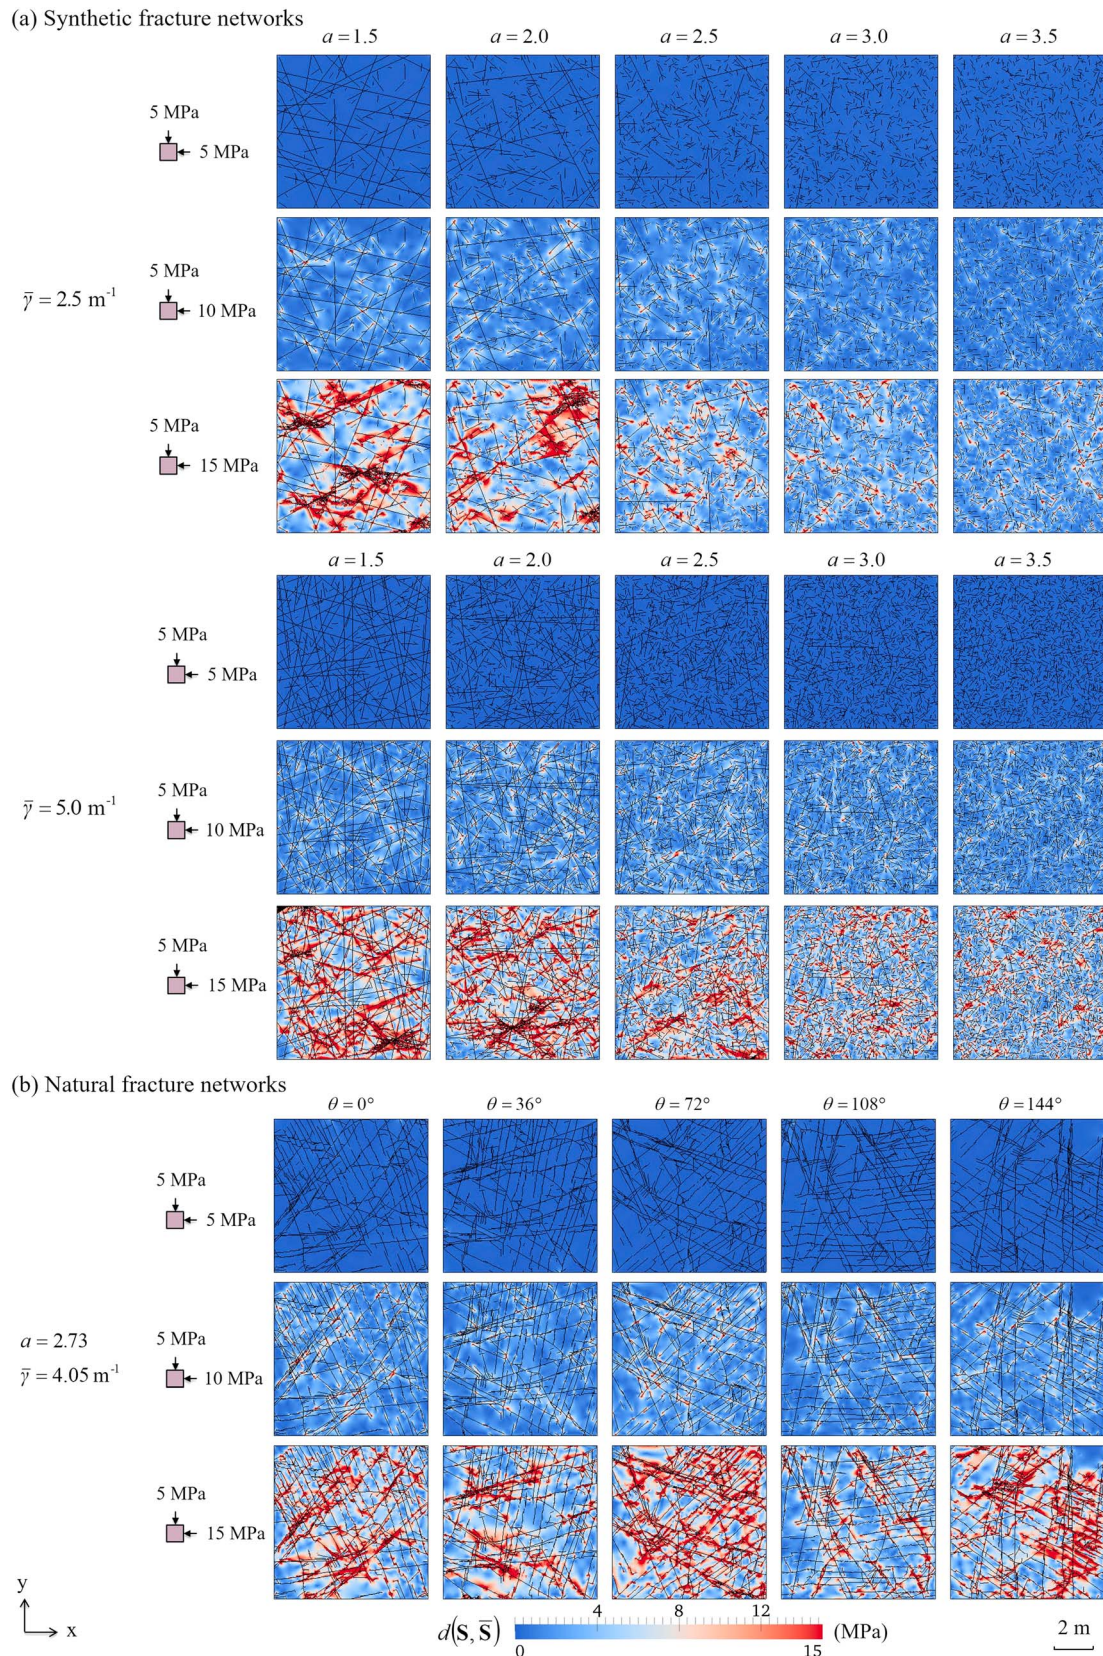 (a) Synthetic fracture networks
a = 1.5 a = 2.0 a = 2.5 a = 3.0 a = 3.5
5 MPa
5 MPa
5 MPa
γ̄ = 2.5 m⁻¹ 10 MPa
5 MPa
15 MPa
a = 1.5 a = 2.0 a = 2.5 a = 3.0 a = 3.5
5 MPa
5 MPa
5 MPa
γ̄ = 5.0 m⁻¹ 10 MPa
5 MPa
15 MPa
(b) Natural fracture networks
θ = 0° θ = 36° θ = 72° θ = 108° θ = 144°
5 MPa
5 MPa
a = 2.73 5 MPa
γ̄ = 4.05 m⁻¹ 10 MPa
5 MPa
15 MPa
y
x
4 8 12
d(S, S̄) (MPa) 2 m
0 15